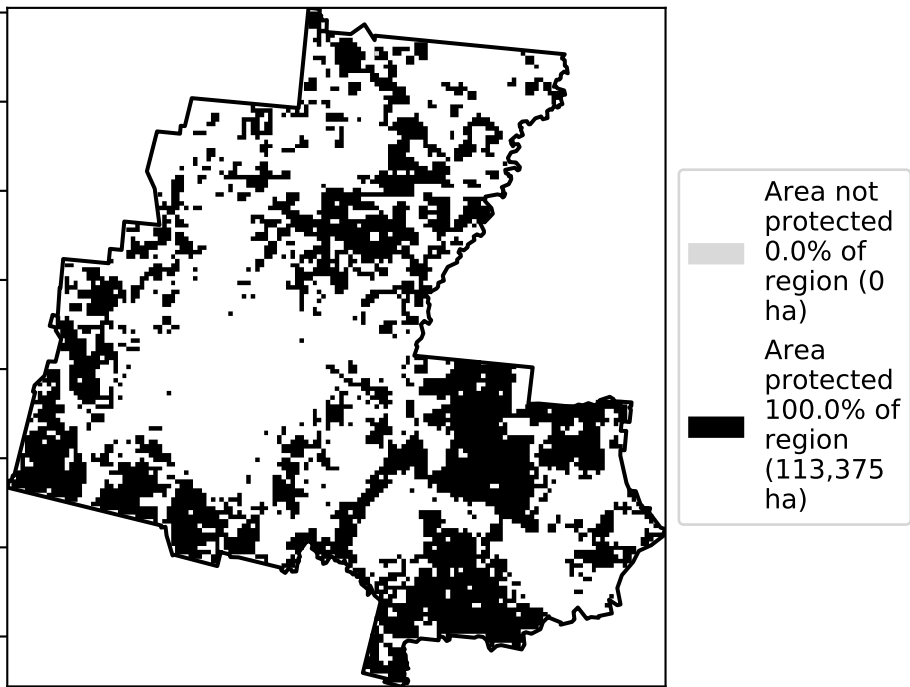 Area not
protected
0.0% of
region (0
ha)
Area
protected
100.0% of
region
(113,375
ha)